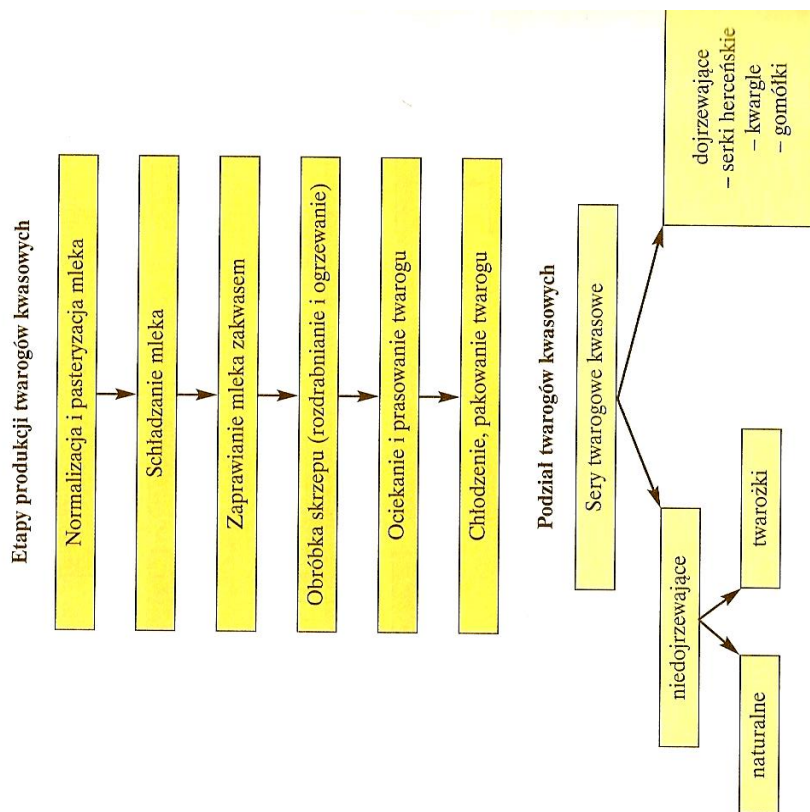 Etapy produkcji twarogów kwasowych
Normalizacja i pasteryzacja mleka
Schładzanie mleka
Zaprawianie mleka zakwasem
Obróbka skrzepu (rozdrabnianie i ogrzewanie)
Ociekanie i prasowanie twarogu
Chłodzenie, pakowanie twarogu
Podział twarogów kwasowych
Sery twarogowe kwasowe
niedojrzewające
naturalne
twarożki
dojrzewające
– serki herceńskie
– kwargle
– gomółki